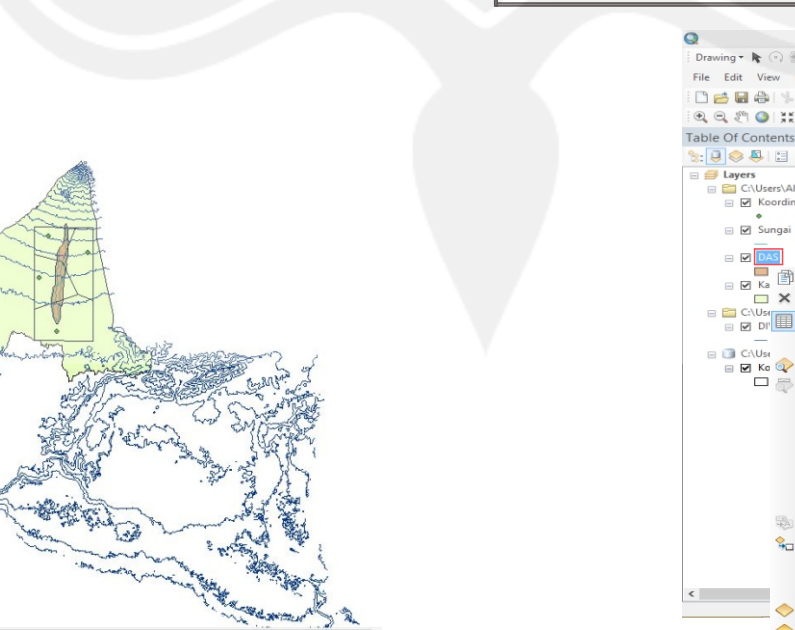 Drawing
File Edit View
Table Of Contents
Layers
C:\Users\Al
Koordin
Sungai
DAS
Ka
C:\Use
DI
C:\Use
Ko